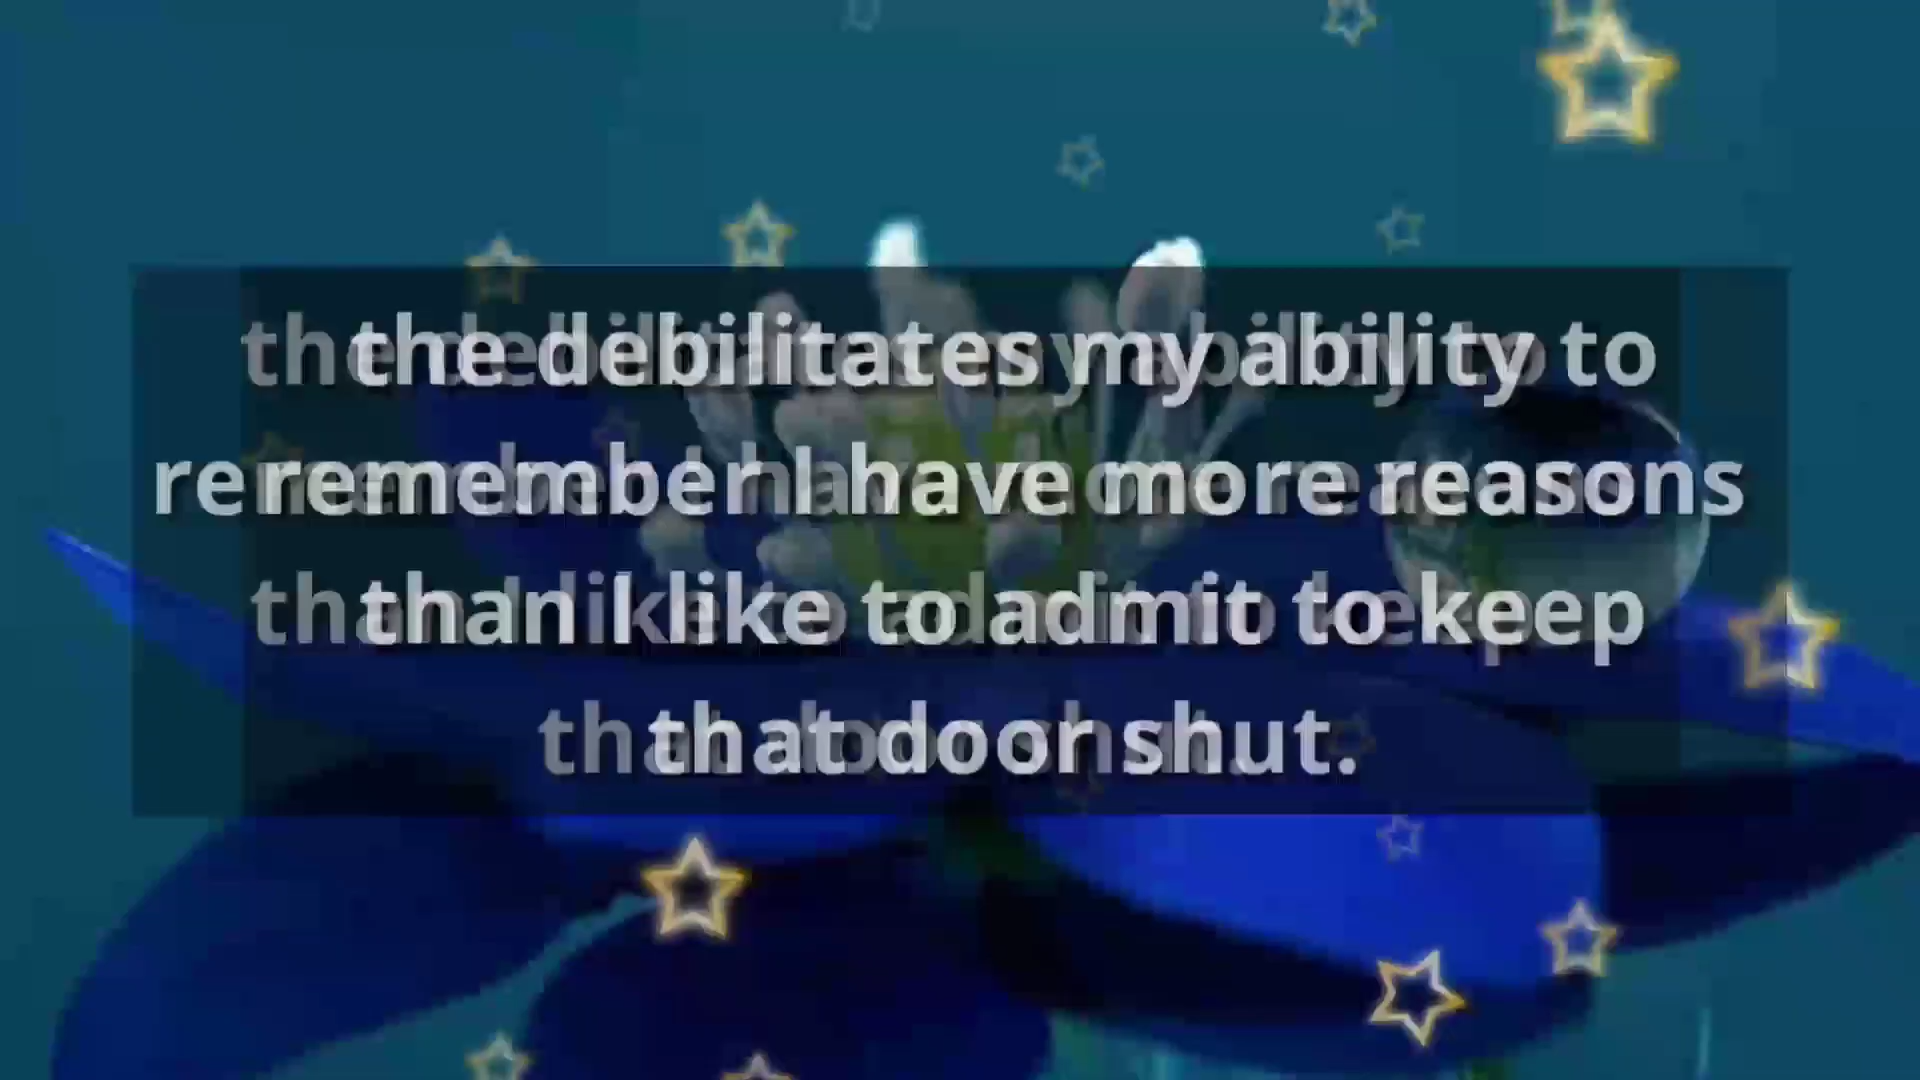 the debilitates my ability to
remember I have more reasons
than I like to admit to keep
that door shut.